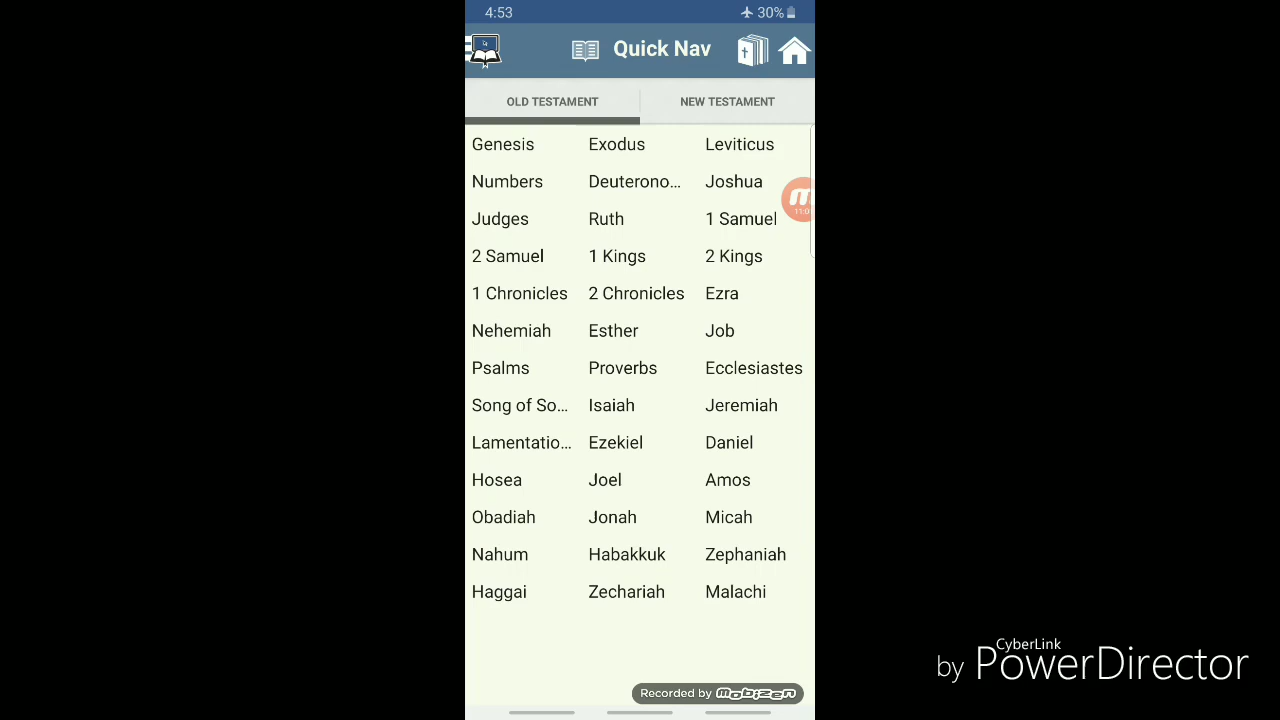 4:53 30%
Quick Nav
OLD TESTAMENT NEW TESTAMENT
Genesis Exodus Leviticus
Numbers Deuterono... Joshua
Judges Ruth 1 Samuel
2 Samuel 1 Kings 2 Kings
1 Chronicles 2 Chronicles Ezra
Nehemiah Esther Job
Psalms Proverbs Ecclesiastes
Song of So... Isaiah Jeremiah
Lamentatio... Ezekiel Daniel
Hosea Joel Amos
Obadiah Jonah Micah
Nahum Habakkuk Zephaniah
Haggai Zechariah Malachi
CyberLink
by PowerDirector
Recorded by mobizen